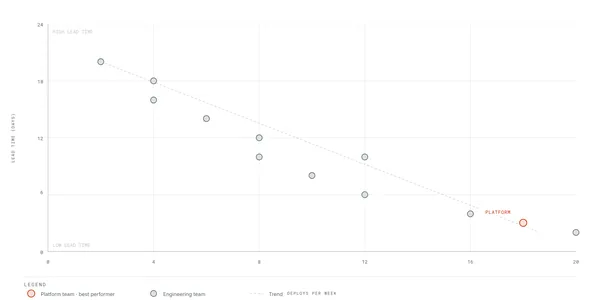 24
HIGH LEAD TIME
18
LEAD TIME (DAYS)
12
6
PLATFORM
LOW LEAD TIME
0
0 4 8 12 16 20
LEGEND
Platform team - best performer Engineering team Trend DEPLOYS PER WEEK